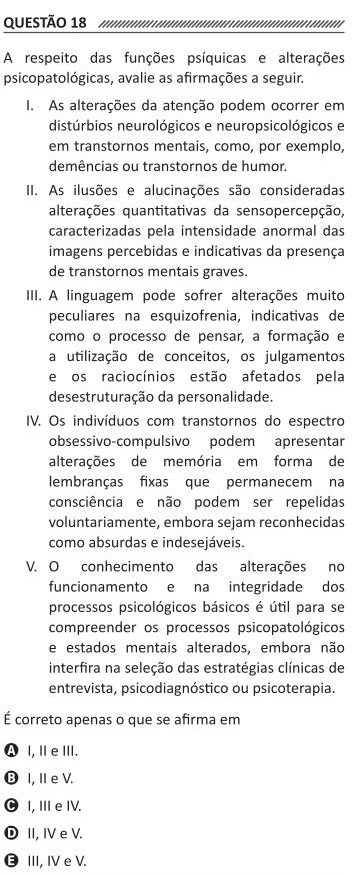 QUESTÃO 18
A respeito das funções psíquicas e alterações
psicopatológicas, avalie as afirmações a seguir.
I. As alterações da atenção podem ocorrer em
distúrbios neurológicos e neuropsicológicos e
em transtornos mentais, como, por exemplo,
demências ou transtornos de humor.
II. As ilusões e alucinações são consideradas
alterações quantitativas da sensopercepção,
caracterizadas pela intensidade anormal das
imagens percebidas e indicativas da presença
de transtornos mentais graves.
III. A linguagem pode sofrer alterações muito
peculiares na esquizofrenia, indicativas de
como o processo de pensar, a formação e
a utilização de conceitos, os julgamentos
e os raciocínios estão afetados pela
desestruturação da personalidade.
IV. Os indivíduos com transtornos do espectro
obsessivo-compulsivo podem apresentar
alterações de memória em forma de
lembranças fixas que permanecem na
consciência e não podem ser repelidas
voluntariamente, embora sejam reconhecidas
como absurdas e indesejáveis.
V. O conhecimento das alterações no
funcionamento e na integridade dos
processos psicológicos básicos é útil para se
compreender os processos psicopatológicos
e estados mentais alterados, embora não
interfira na seleção das estratégias clínicas de
entrevista, psicodiagnóstico ou psicoterapia.
É correto apenas o que se afirma em
A I, II e III.
B I, II e V.
C I, III e IV.
D II, IV e V.
E III, IV e V.